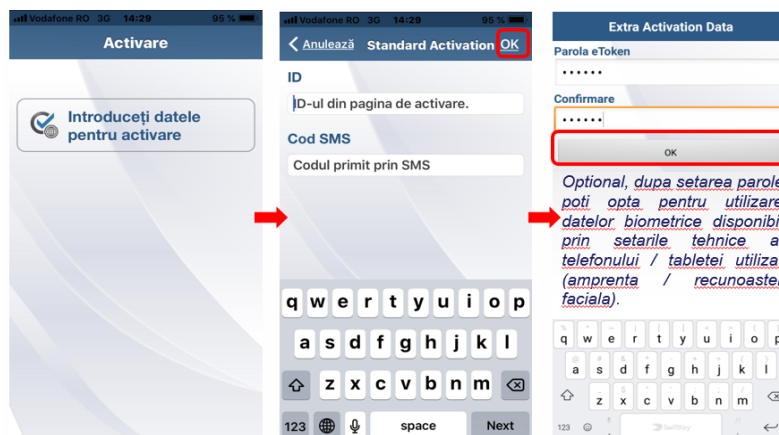 Vodafone RO 3G 14:29 95 %
Activare
Introduceți datele
pentru activare
Vodafone RO 3G 14:29 95 %
Anulează Standard Activation OK
ID
ID-ul din pagina de activare.
Cod SMS
Codul primit prin SMS
q w e r t y u i o p
a s d f g h j k l
z x c v b n m
123 space Next
Extra Activation Data
Parola eToken
······
Confirmare
······
OK
Optional, dupa setarea parole
poti opta pentru utilizare
datelor biometrice disponibi
prin setarile tehnice a
telefonului / tabletei utiliza
(amprenta / recunoaste
faciala).
q w e r t y u i o p
a s d f g h j k l
z x c v b n m
123 SwiftKey